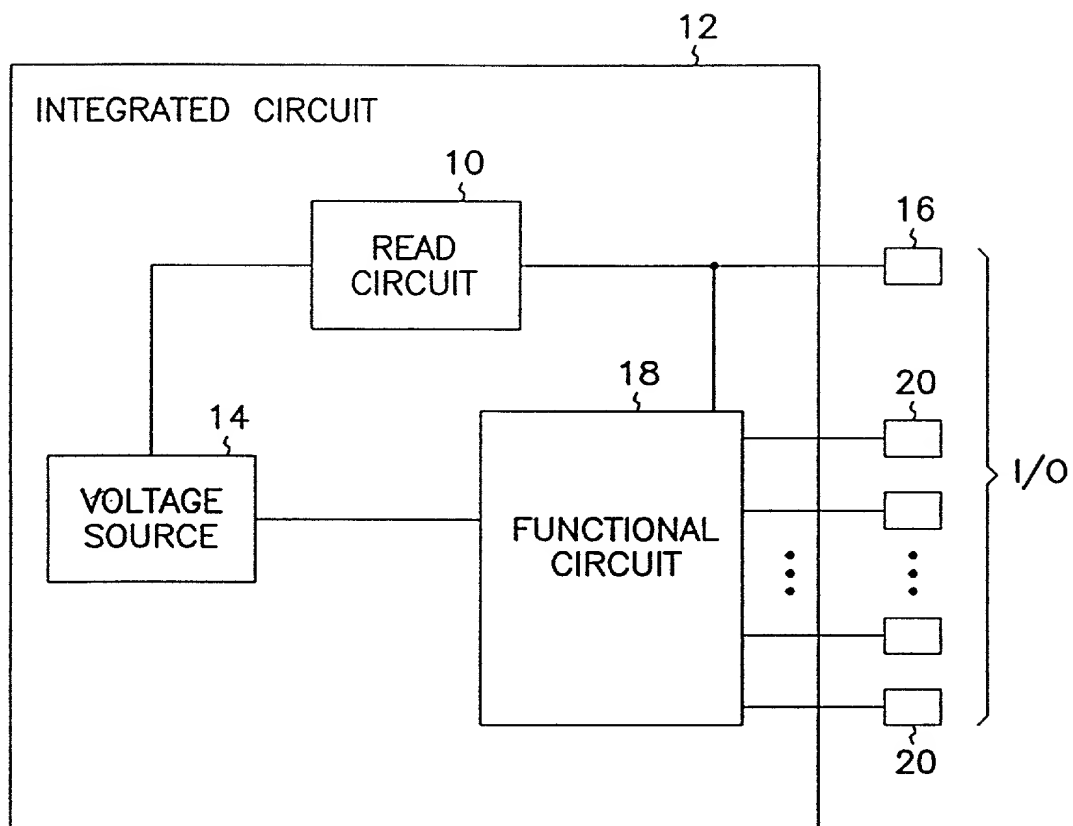 12
INTEGRATED CIRCUIT
10
READ
CIRCUIT
16
18
20
14
VOLTAGE
SOURCE
FUNCTIONAL
CIRCUIT
I/O
20